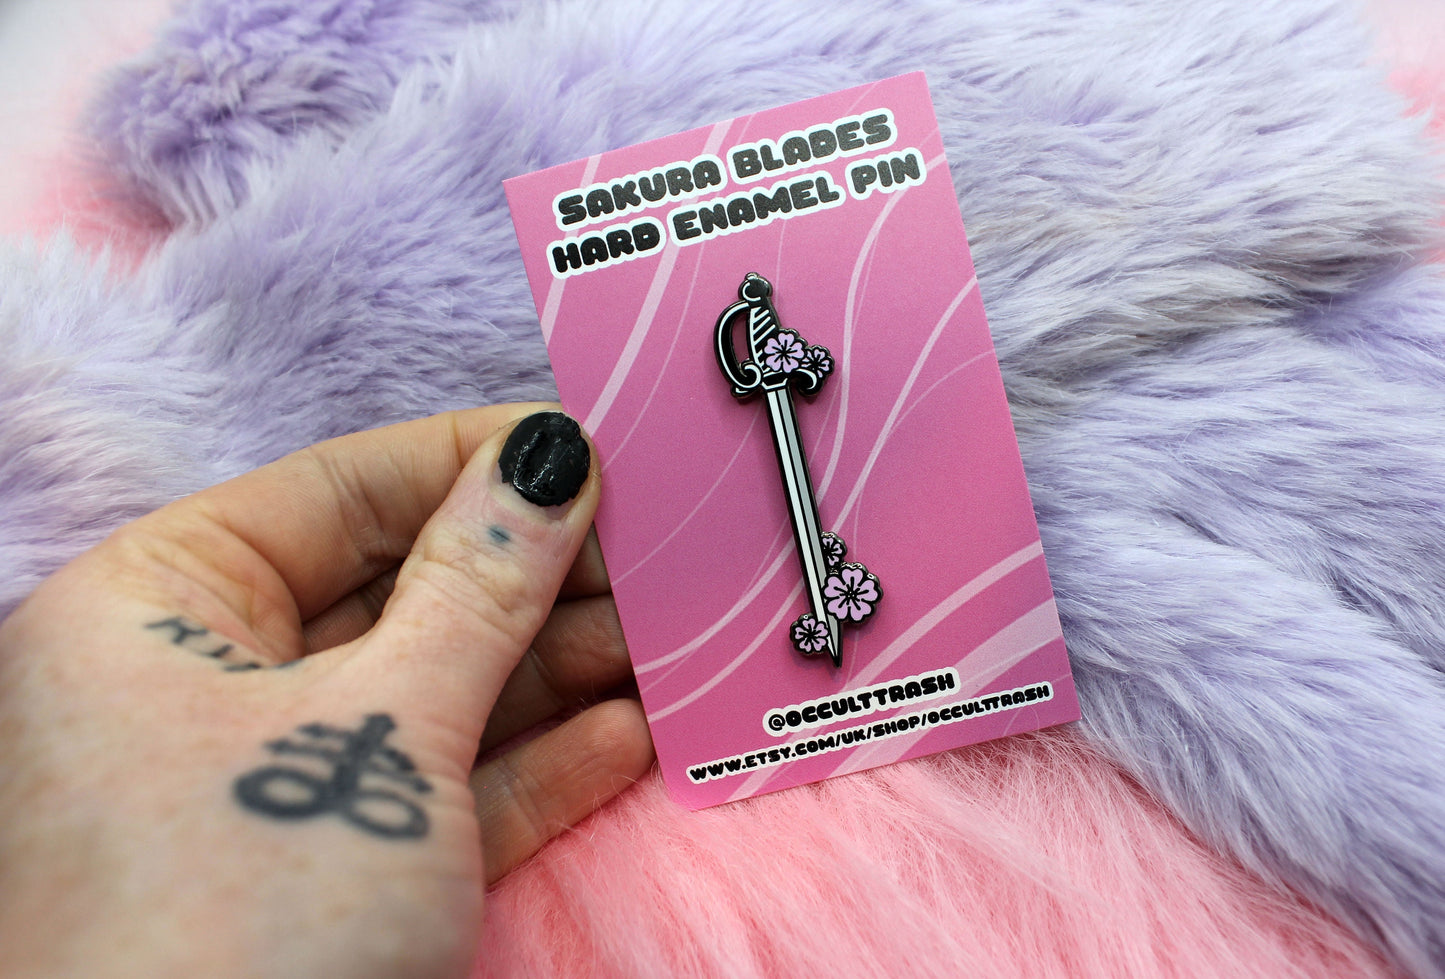 SAKURA BLADES
HARD ENAMEL PIN
@OCCULTTRASH
WWW.ETSY.COM/UK/SHOP/OCCULTTRASH